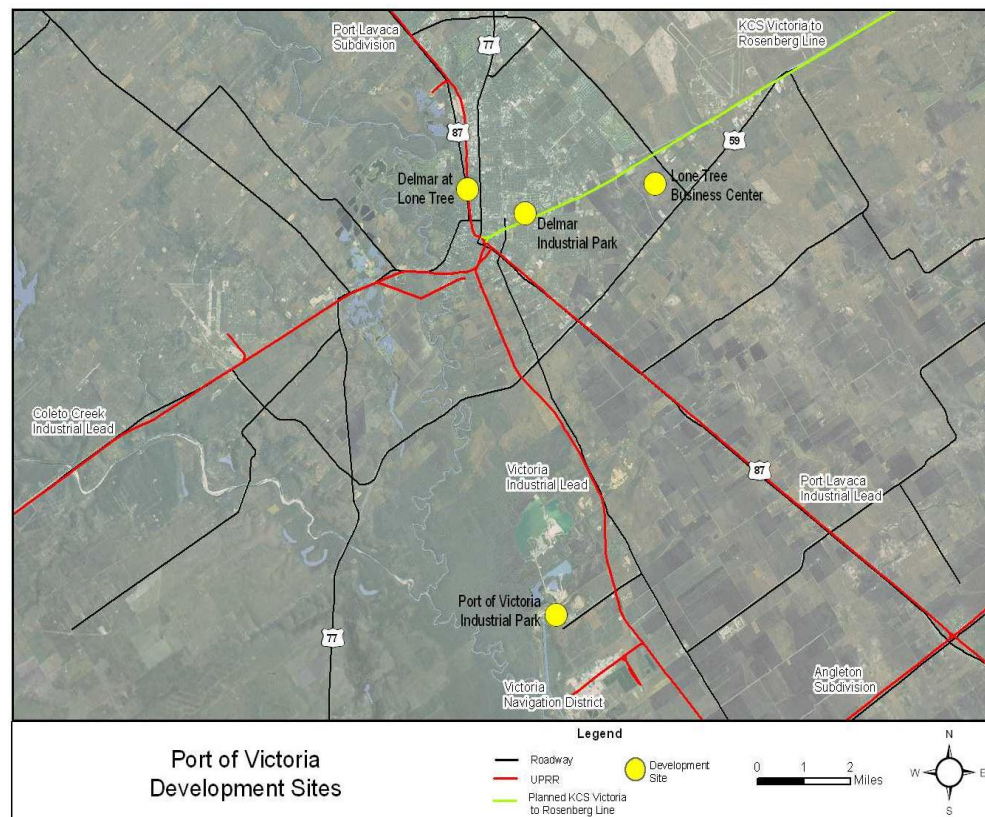 Port Lavaca
Subdivision
77
KCS Victoria to
Rosenberg Line
87
59
Delmar at
Lone Tree
Lone Tree
Business Center
Delmar
Industrial Park
Coleto Creek
Industrial Lead
Victoria
Industrial Lead
87
Port Lavaca
Industrial Lead
Port of Victoria
Industrial Park
77
Victoria
Navigation District
Angleton
Subdivision
Port of Victoria
Development Sites
Legend
Roadway
UPRR
Planned KCS Victoria
to Rosenberg Line
Development
Site
0 1 2
Miles
N
W E
S